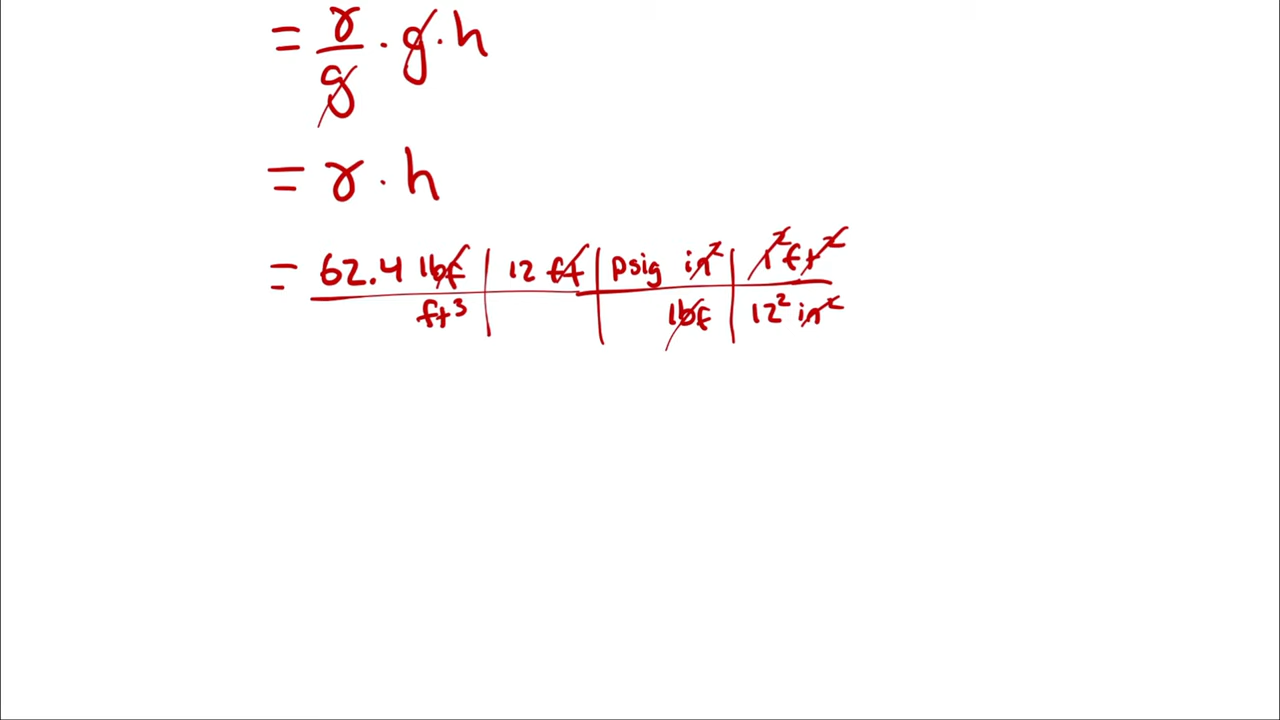 = γ/g · g · h
= γ · h
= 62.4 lbf | 12 ft | psig in² | 1² ft²
ft³ | | lbf | 12² in²